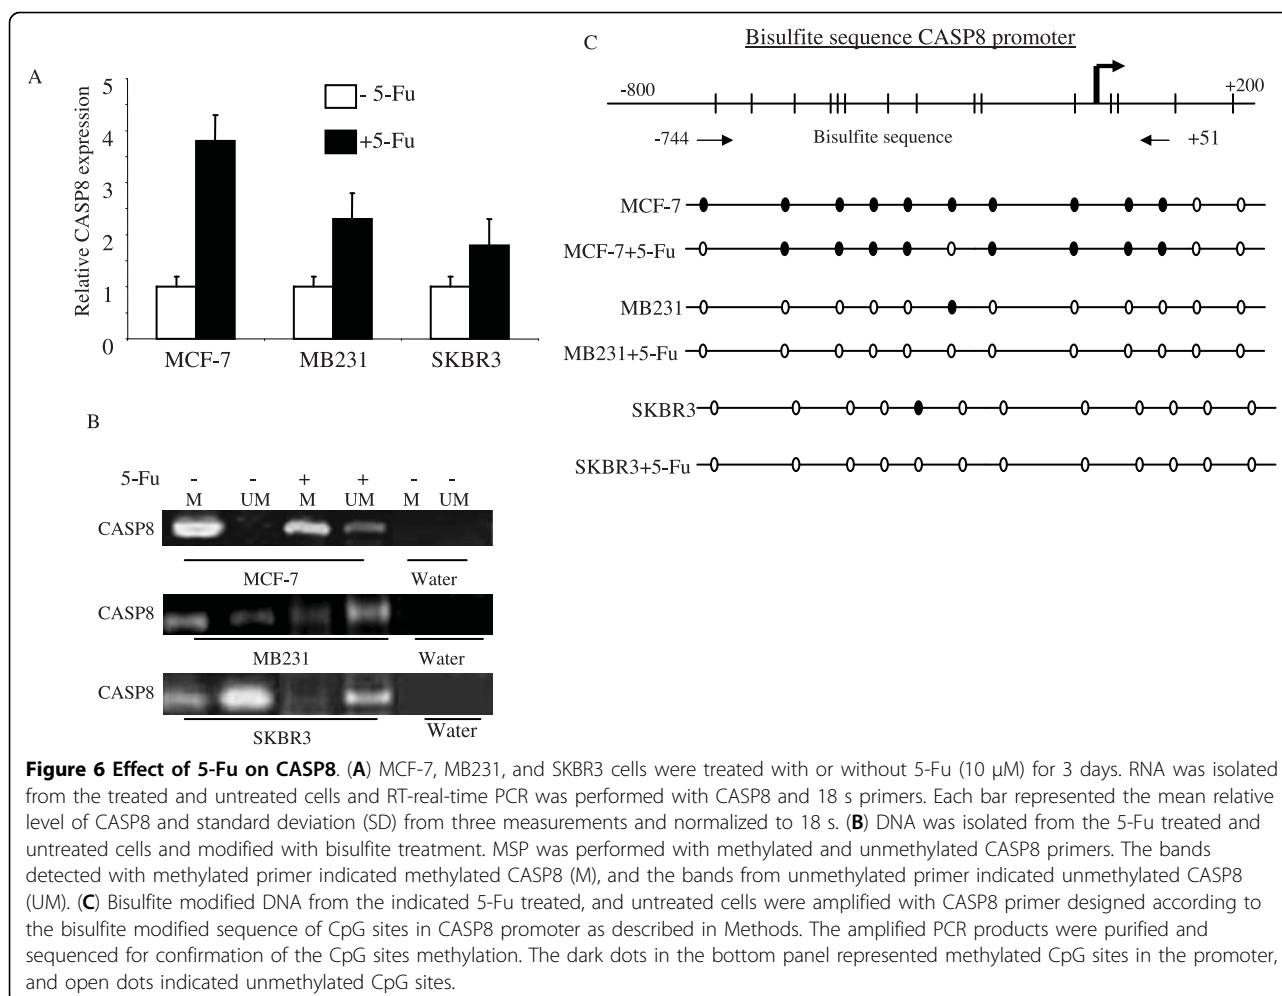 A
Relative CASP8 expression
5
4
3
2
1
0
- 5-Fu
+5-Fu
MCF-7 MB231 SKBR3
B
5-Fu - - + + - -
M UM M UM M UM
CASP8
MCF-7 Water
CASP8
MB231 Water
CASP8
SKBR3 Water
C
Bisulfite sequence CASP8 promoter
-800 +200
-744 Bisulfite sequence +51
MCF-7
MCF-7+5-Fu
MB231
MB231+5-Fu
SKBR3
SKBR3+5-Fu
Figure 6 Effect of 5-Fu on CASP8. (A) MCF-7, MB231, and SKBR3 cells were treated with or without 5-Fu (10 μM) for 3 days. RNA was isolated
from the treated and untreated cells and RT-real-time PCR was performed with CASP8 and 18 s primers. Each bar represented the mean relative
level of CASP8 and standard deviation (SD) from three measurements and normalized to 18 s. (B) DNA was isolated from the 5-Fu treated and
untreated cells and modified with bisulfite treatment. MSP was performed with methylated and unmethylated CASP8 primers. The bands
detected with methylated primer indicated methylated CASP8 (M), and the bands from unmethylated primer indicated unmethylated CASP8
(UM). (C) Bisulfite modified DNA from the indicated 5-Fu treated, and untreated cells were amplified with CASP8 primer designed according to
the bisulfite modified sequence of CpG sites in CASP8 promoter as described in Methods. The amplified PCR products were purified and
sequenced for confirmation of the CpG sites methylation. The dark dots in the bottom panel represented methylated CpG sites in the promoter,
and open dots indicated unmethylated CpG sites.